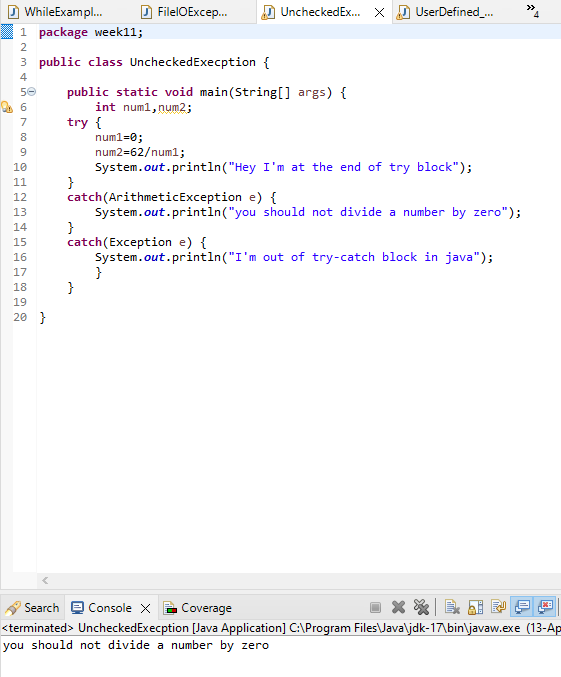 WhileExampl... FileIOExcep... UncheckedEx... UserDefined_... »4
1 package week11;
2
3 public class UncheckedExecption {
4
5 public static void main(String[] args) {
6 int num1,num2;
7 try {
8 num1=0;
9 num2=62/num1;
10 System.out.println("Hey I'm at the end of try block");
11 }
12 catch(ArithmeticException e) {
13 System.out.println("you should not divide a number by zero");
14 }
15 catch(Exception e) {
16 System.out.println("I'm out of try-catch block in java");
17 }
18 }
19
20 }
Search Console Coverage
<terminated> UncheckedExecption [Java Application] C:\Program Files\Java\jdk-17\bin\javaw.exe (13-Ap
you should not divide a number by zero